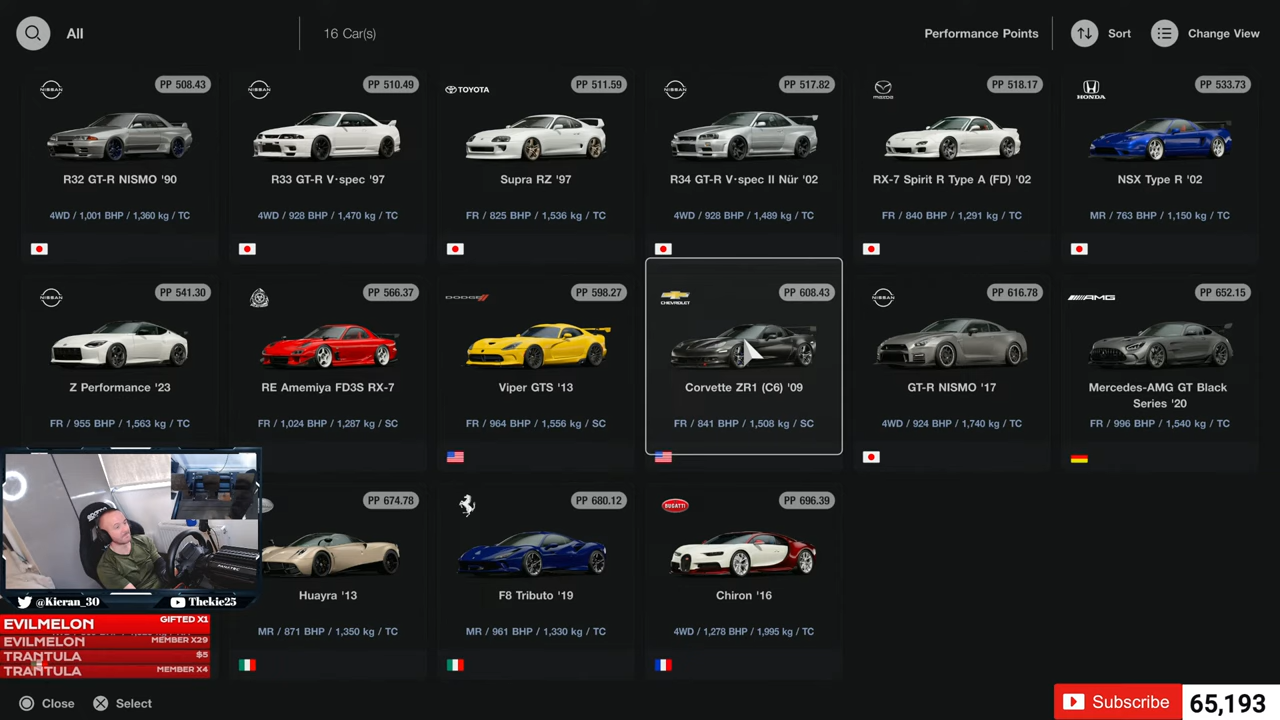 All
16 Car(s)
Performance Points
Sort
Change View
PP 508.43
R32 GT-R NISMO '90
4WD / 1,001 BHP / 1,360 kg / TC
PP 510.49
R33 GT-R V·spec '97
4WD / 928 BHP / 1,470 kg / TC
TOYOTA
PP 511.59
Supra RZ '97
FR / 825 BHP / 1,536 kg / TC
PP 517.82
R34 GT-R V·spec II Nür '02
4WD / 928 BHP / 1,489 kg / TC
mazda
PP 518.17
RX-7 Spirit R Type A (FD) '02
FR / 840 BHP / 1,291 kg / TC
HONDA
PP 533.73
NSX Type R '02
MR / 763 BHP / 1,150 kg / TC
PP 541.30
Z Performance '23
FR / 955 BHP / 1,563 kg / TC
PP 566.37
RE Amemiya FD3S RX-7
FR / 1,024 BHP / 1,287 kg / SC
DODGE
PP 598.27
Viper GTS '13
FR / 964 BHP / 1,556 kg / SC
CHEVROLET
PP 608.43
Corvette ZR1 (C6) '09
FR / 841 BHP / 1,508 kg / SC
PP 616.78
GT-R NISMO '17
4WD / 924 BHP / 1,740 kg / TC
AMG
PP 652.15
Mercedes-AMG GT Black
Series '20
FR / 996 BHP / 1,540 kg / TC
PP 674.78
Huayra '13
MR / 871 BHP / 1,350 kg / TC
PP 680.12
F8 Tributo '19
MR / 961 BHP / 1,330 kg / TC
BUGATTI
PP 696.39
Chiron '16
4WD / 1,278 BHP / 1,995 kg / TC
@Kieran_30
Thekie25
EVILMELON GIFTED X1
EVILMELON MEMBER X29
TRANTULA $5
TRANTULA MEMBER X4
Close
Select
Subscribe
65,193